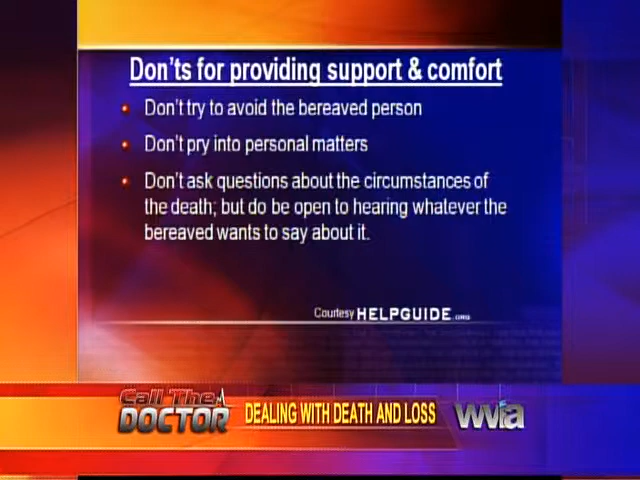 Don'ts for providing support & comfort
Don't try to avoid the bereaved person
Don't pry into personal matters
Don't ask questions about the circumstances of
the death; but do be open to hearing whatever the
bereaved wants to say about it.
Courtesy HELPGUIDE.ORG
Call The
DOCTOR
DEALING WITH DEATH AND LOSS
wvia